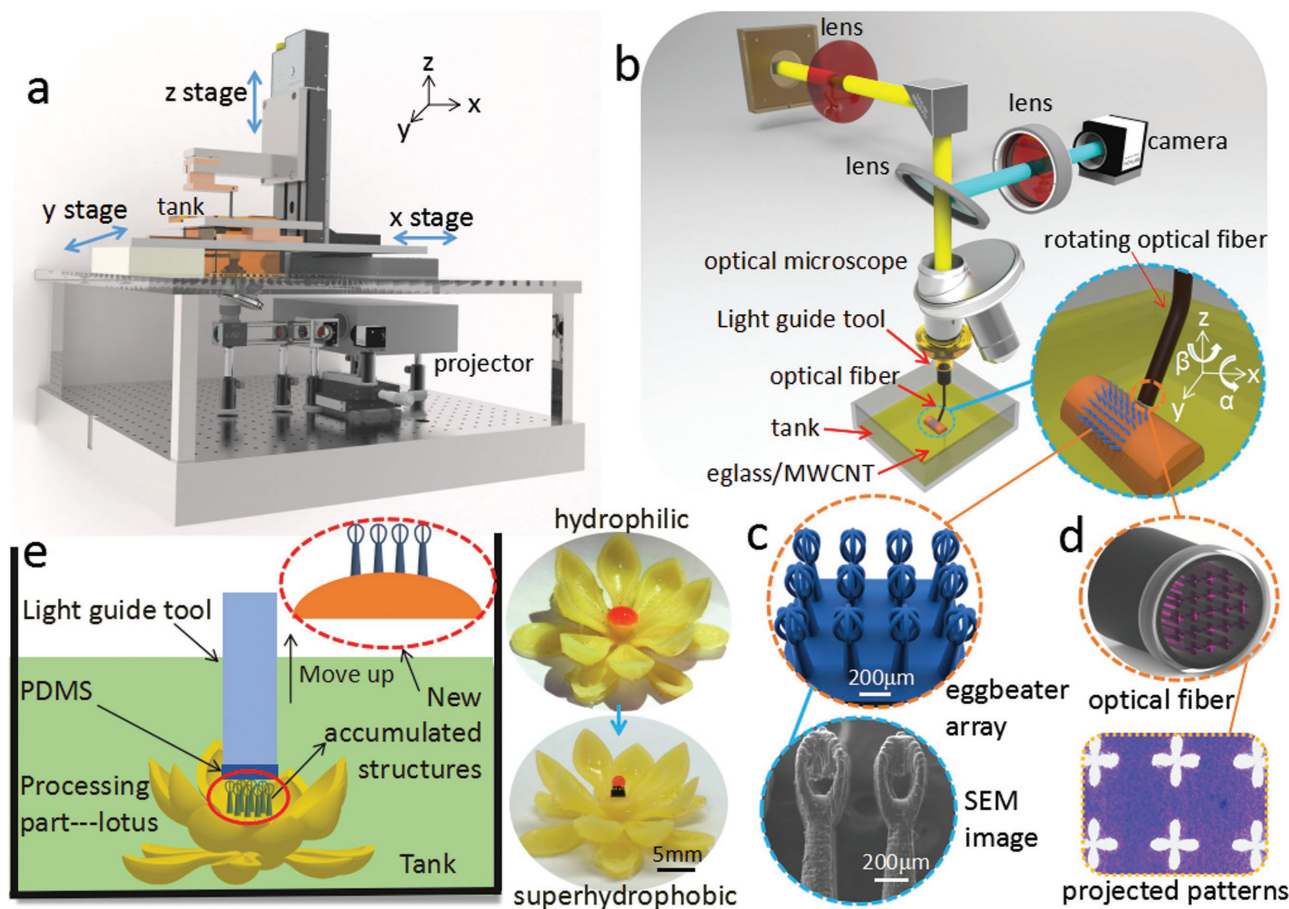 a
z stage
z
x
y
y stage
tank
x stage
projector
b
lens
lens
camera
lens
rotating optical fiber
optical microscope
Light guide tool
optical fiber
tank
eglass/MWCNT
z
β
x
y
α
c
200μm
eggbeater
array
SEM
image
200μm
d
optical fiber
projected patterns
e
Light guide tool
Move up
PDMS
New
accumulated
structures
Processing
part---lotus
Tank
hydrophilic
5mm
superhydrophobic